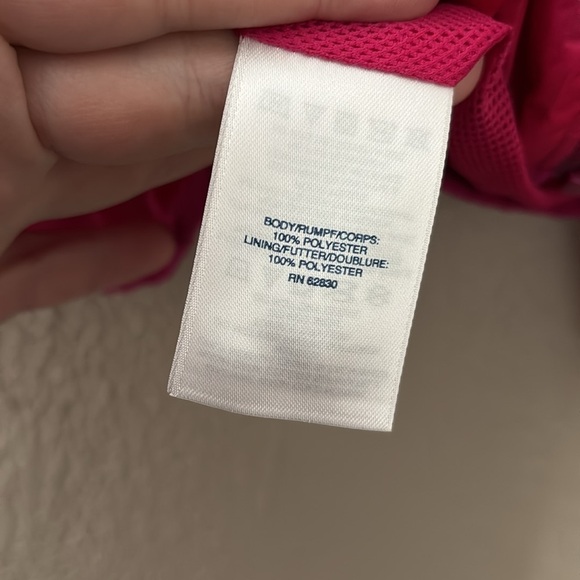 BODY/RUMPF/CORPS:
100% POLYESTER
LINING/FUTTER/DOUBLURE:
100% POLYESTER
RN 62830